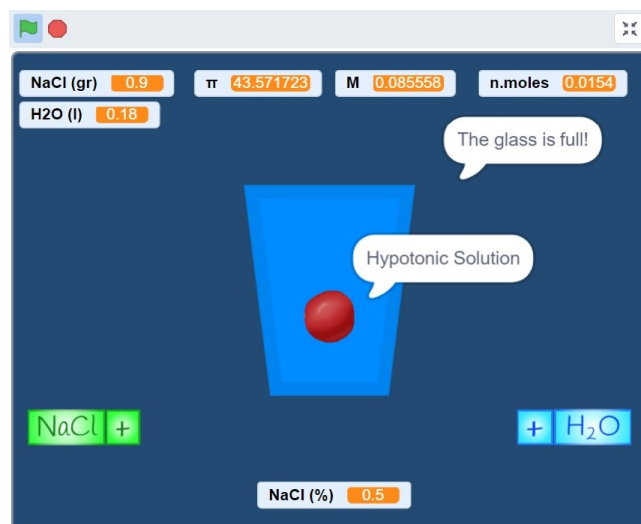 NaCl (gr) 0.9 π 43.571723 M 0.085558 n.moles 0.0154
H2O (l) 0.18
The glass is full!
Hypotonic Solution
NaCl + + H₂O
NaCl (%) 0.5